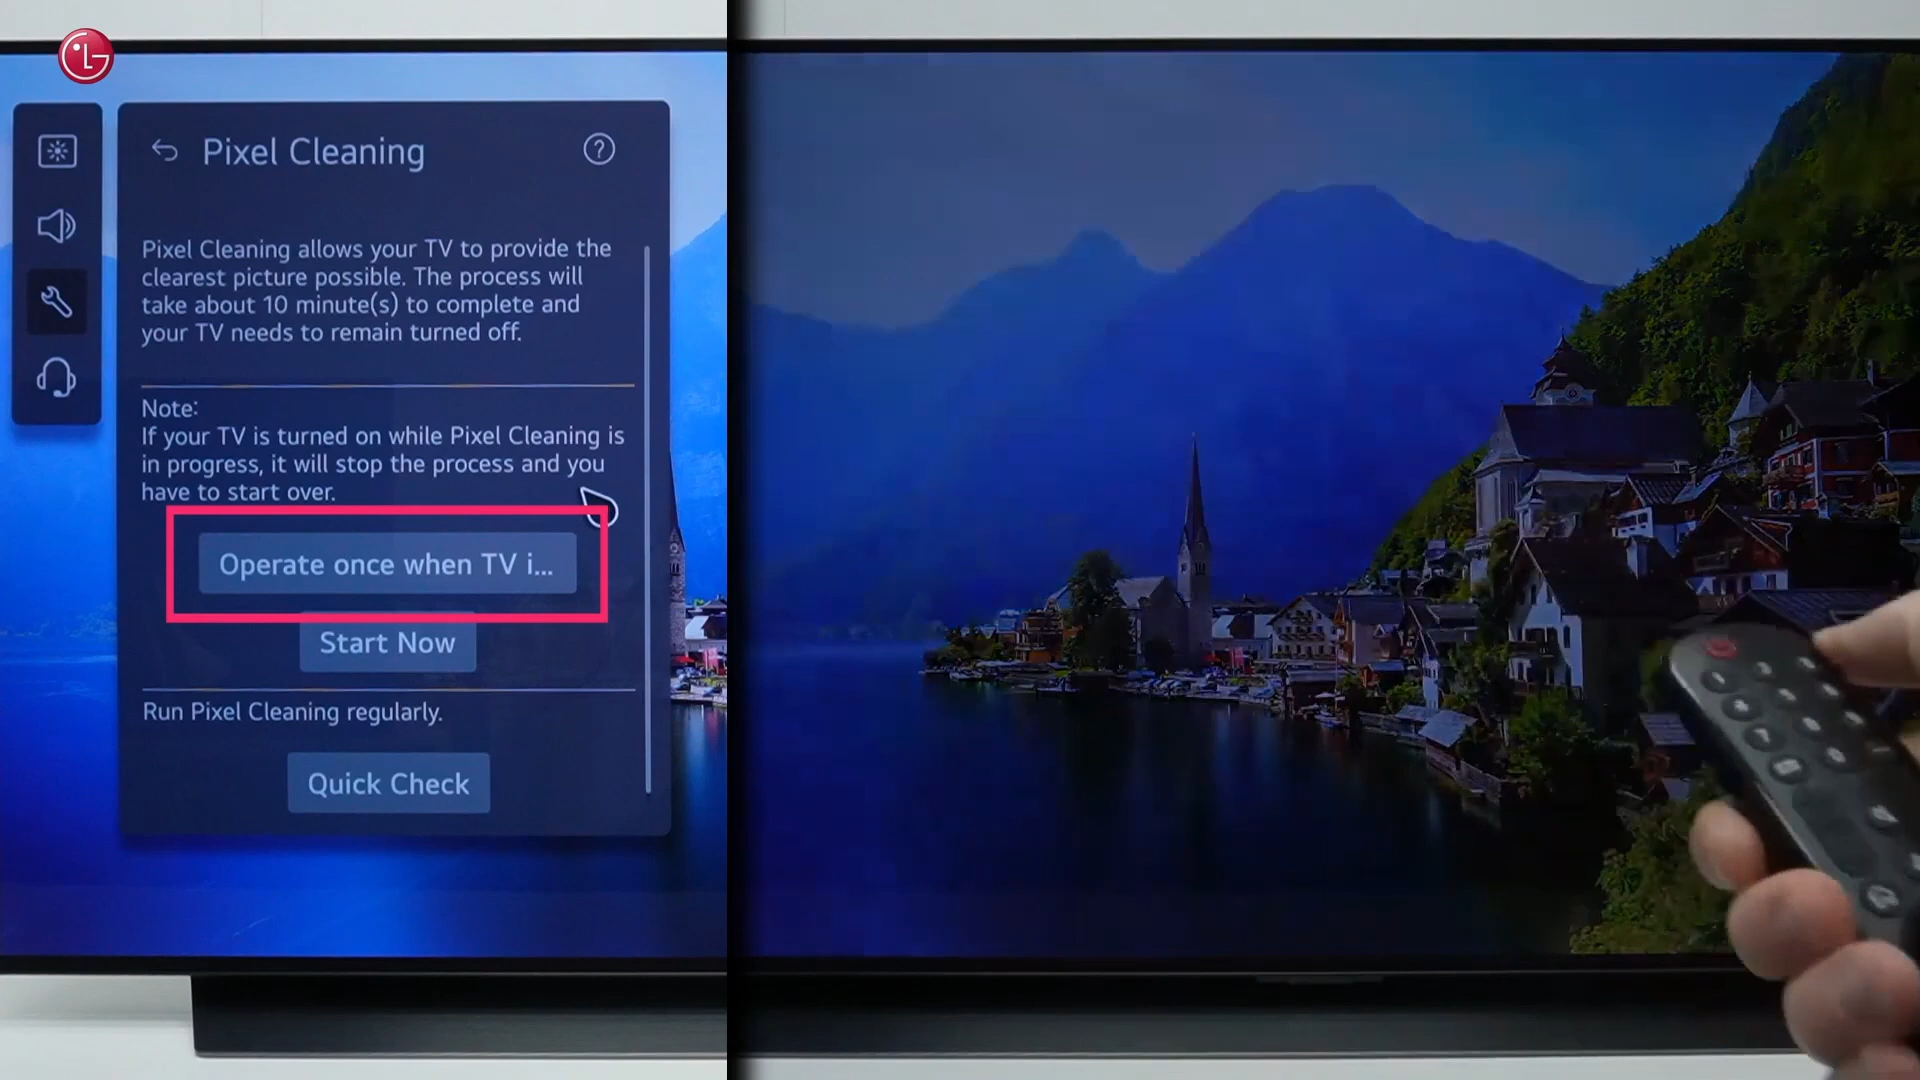 LG
Pixel Cleaning
?
Pixel Cleaning allows your TV to provide the
clearest picture possible. The process will
take about 10 minute(s) to complete and
your TV needs to remain turned off.
Note:
If your TV is turned on while Pixel Cleaning is
in progress, it will stop the process and you
have to start over.
Operate once when TV i...
Start Now
Run Pixel Cleaning regularly.
Quick Check